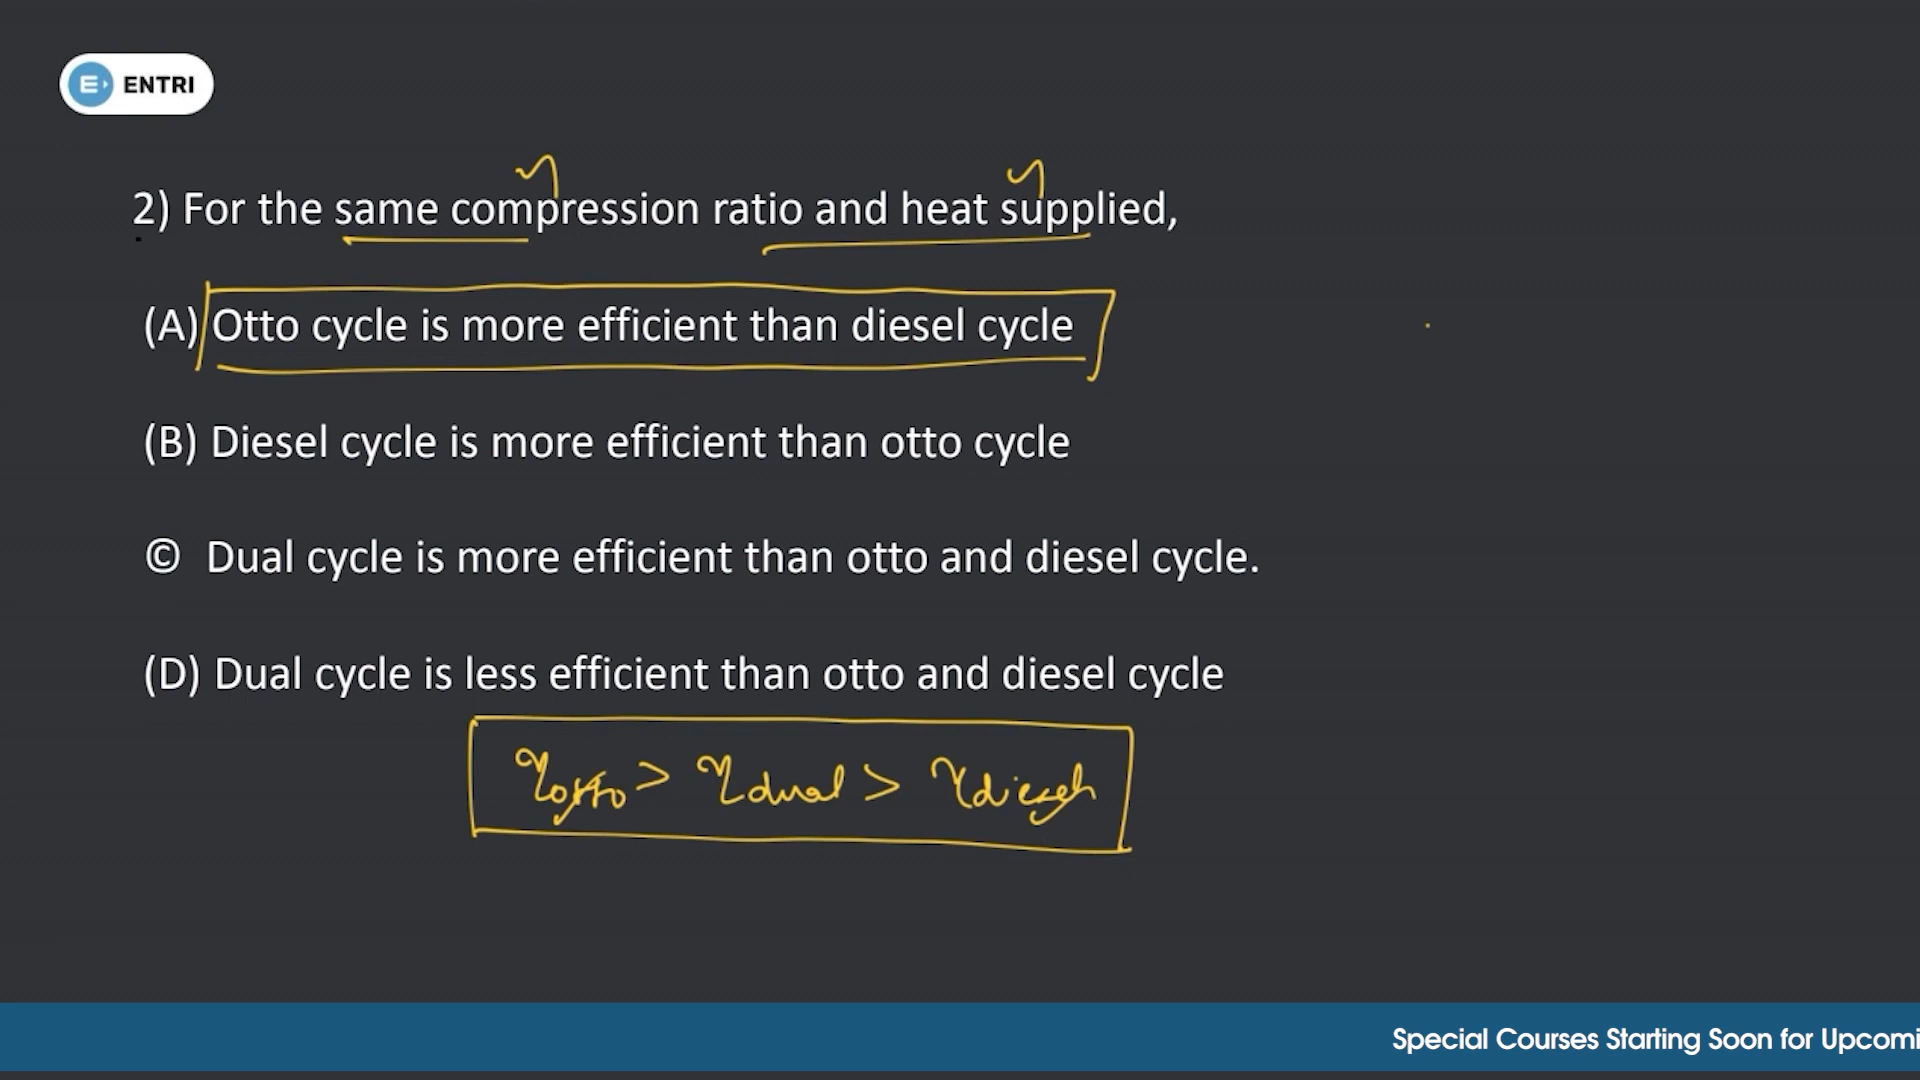 ENTRI
2) For the same compression ratio and heat supplied,
(A) Otto cycle is more efficient than diesel cycle
(B) Diesel cycle is more efficient than otto cycle
© Dual cycle is more efficient than otto and diesel cycle.
(D) Dual cycle is less efficient than otto and diesel cycle
ηotto > ηdual > ηdiesel
Special Courses Starting Soon for Upcomi